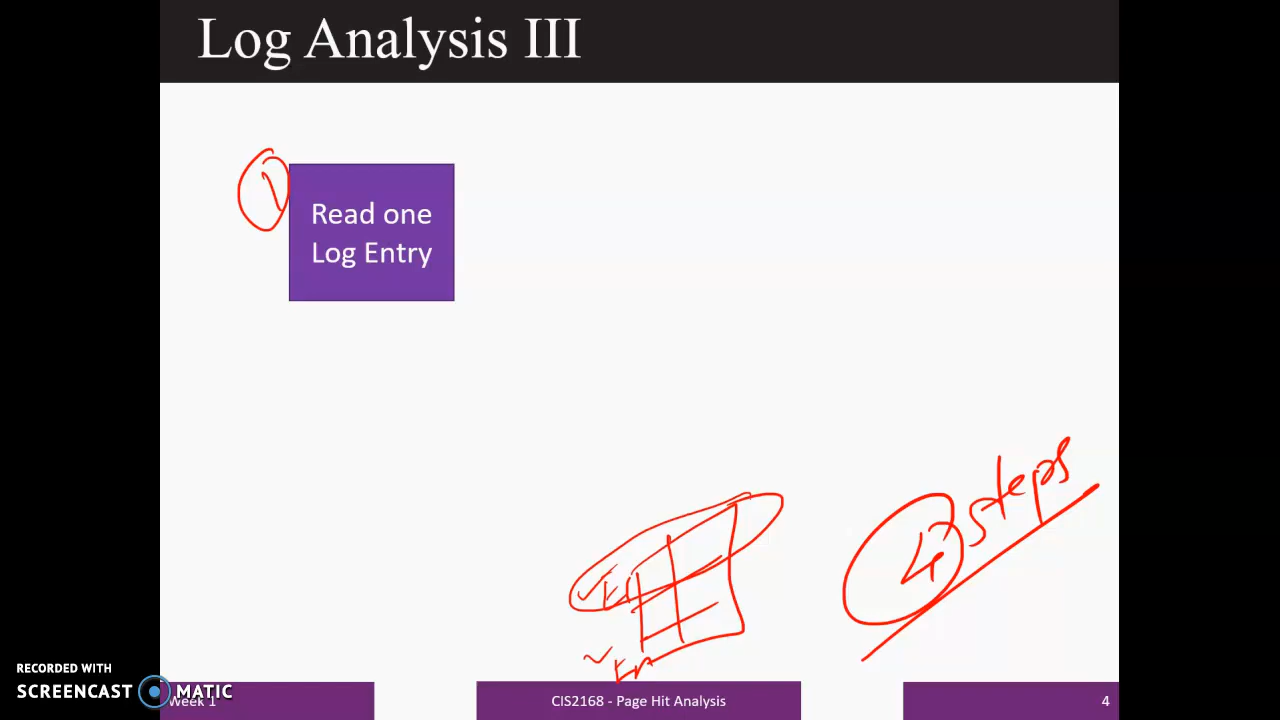 Log Analysis III
1
Read one
Log Entry
4 steps
RECORDED WITH
SCREENCAST MATIC
Week 1
CIS2168 - Page Hit Analysis
4